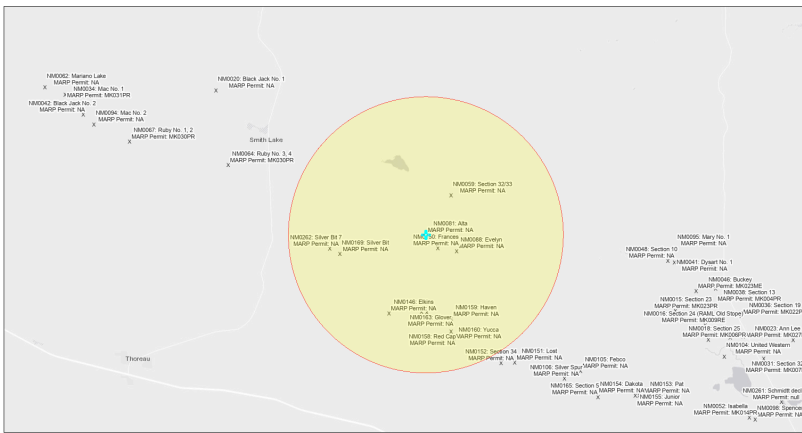 NM0062: Mariano Lake
MARP Permit: NA
NM0034: Mac No. 1
MARP Permit: MK031PR
NM0042: Black Jack No. 2
MARP Permit: NA
NM0094: Mac No. 2
MARP Permit: NA
NM0067: Ruby No. 1, 2
MARP Permit: MK030PR
NM0020: Black Jack No. 1
MARP Permit: NA
Smith Lake
NM0064: Ruby No. 3, 4
MARP Permit: MK030PR
NM0059: Section 32/33
MARP Permit: NA
NM0081: Alta
MARP Permit: NA
Frances
MARP Permit: NA
NM0088: Evelyn
MARP Permit: NA
NM0262: Silver Bit 7
MARP Permit: NA
NM0169: Silver Bit
MARP Permit: NA
NM0146: Elkins
MARP Permit: NA
NM0163: Glover
MARP Permit: NA
NM0159: Haven
MARP Permit: NA
NM0160: Yucca
MARP Permit: NA
NM0158: Red Cap
MARP Permit: NA
NM0152: Section 34
MARP Permit: NA
NM0151: Lost
MARP Permit: NA
NM0106: Silver Spur
MARP Permit: NA
NM0105: Febco
MARP Permit: NA
NM0165: Section 5
MARP Permit: NA
NM0154: Dakota
MARP Permit: NA
NM0153: Pat
MARP Permit: NA
NM0155: Junior
MARP Permit: NA
Thoreau
NM0095: Mary No. 1
MARP Permit: NA
NM0048: Section 10
MARP Permit: NA
NM0041: Dysart No. 1
MARP Permit: NA
NM0046: Buckey
MARP Permit: MK023ME
NM0038: Section 13
MARP Permit: MK004PR
NM0015: Section 23
MARP Permit: MK023PR
NM0036: Section 19
MARP Permit: MK022P
NM0016: Section 24 (RAML Old Stope)
MARP Permit: MK009RE
NM0018: Section 25
MARP Permit: MK006PR
NM0023: Ann Lee
MARP Permit: MK027
NM0104: United Western
MARP Permit: NA
NM0031: Section 32
MARP Permit: MK007
NM0261: Schmidt decl
MARP Permit: null
NM0052: Isabella
MARP Permit: MK014PR
NM0098: Spencer
MARP Permit: NA